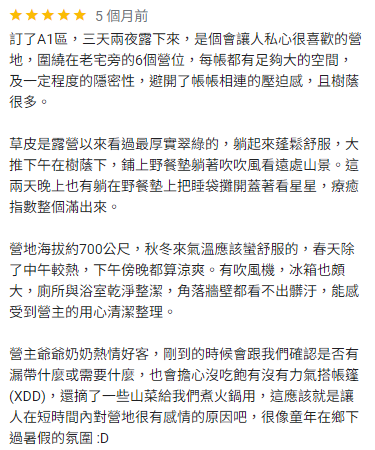 ★★★★★ 5 個月前
訂了A1區，三天兩夜露下來，是個會讓人私心很喜歡的營
地，圍繞在老宅旁的6個營位，每帳都有足夠大的空間，
及一定程度的隱密性，避開了帳帳相連的壓迫感，且樹蔭
很多。
草皮是露營以來看過最厚實翠綠的，躺起來蓬鬆舒服，大
推下午在樹蔭下，鋪上野餐墊躺著吹吹風看遠處山景。這
兩天晚上也有躺在野餐墊上把睡袋攤開蓋著看星星，療癒
指數整個滿出來。
營地海拔約700公尺，秋冬來氣溫應該蠻舒服的，春天除
了中午較熱，下午傍晚都算涼爽。有吹風機，冰箱也頗
大，廁所與浴室乾淨整潔，角落牆壁都看不出髒汙，能感
受到營主的用心清潔整理。
營主爺爺奶奶熱情好客，剛到的時候會跟我們確認是否有
漏帶什麼或需要什麼，也會擔心沒吃飽有沒有力氣搭帳篷
(XDD)，還摘了一些山菜給我們煮火鍋用，這應該就是讓
人在短時間內對營地很有感情的原因吧，很像童年在鄉下
過暑假的氛圍 :D